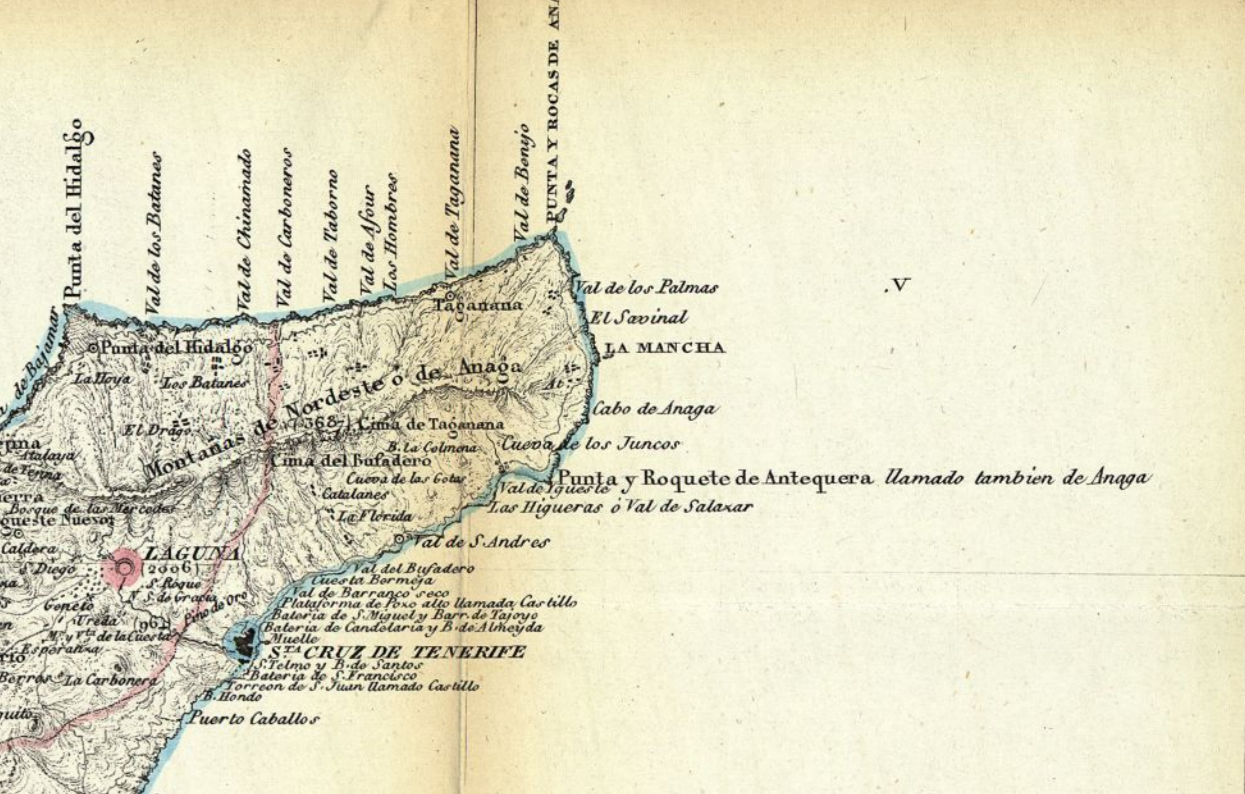 PUNTA Y ROCAS DE
Punta del Hidalgo
Val de los Batanes
Val de Chinamado
Val de Carboneros
Val de Taborno
Val de Afour
Los Hombres
Val de Taganana
Val de Benijo
de Bajamar
Val de los Palmas
El Savinal
LA MANCHA
V
Taganana
Punta del Hidalgo
La Hoya
Los Batanes
Montañas de Nordeste ó de Anaga
At
Cabo de Anaga
El Drago
(3687)
Cima de Taganana
B. la Colmena
Cueva de los Juncos
Atalaya
Cima del Bufadero
Cueva de las Gotas
Punta y Roquete de Antequera llamado tambien de Anaga
Val de Igueste
Catalanes
Las Higueras ó Val de Salazar
Bosque de las Mercedes
La Florida
Caldera
LAGUNA
(2006)
Val de S. Andres
S. Diego
S. Roque
Val del Bufadero
N. S. de Gracia
Cuesta Bermeja
Geneto
Pino de Oro
Val de Barranco seco
Plataforma de Poxo alto llamada Castillo
Bateria de S. Miguel y Barr. de Tajoyo
Bateria de Candelaria y B. de Almeyda
Muelle
de la Cuesta
Esperanza
STA CRUZ DE TENERIFE
S. Telmo y B. de Santos
Bateria de S. Francisco
La Carbonera
Torreon de S. Juan llamado Castillo
B. Hondo
Puerto Caballos